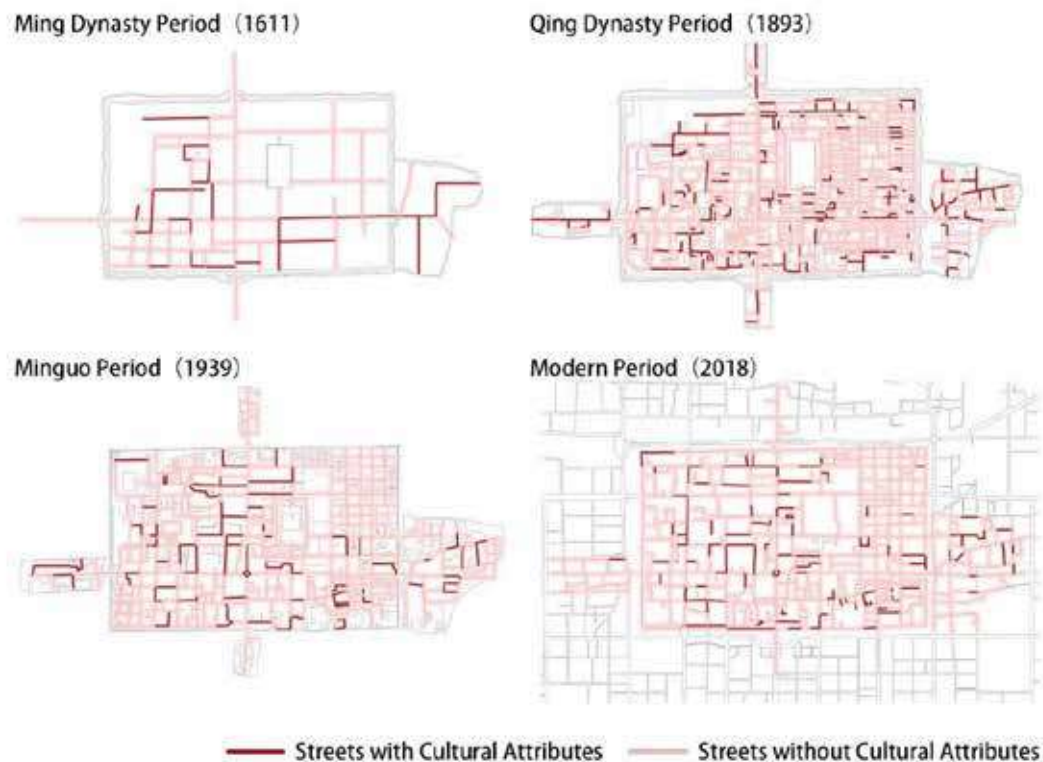 Ming Dynasty Period（1611）
Qing Dynasty Period（1893）
Minguo Period（1939）
Modern Period（2018）
Streets with Cultural Attributes
Streets without Cultural Attributes